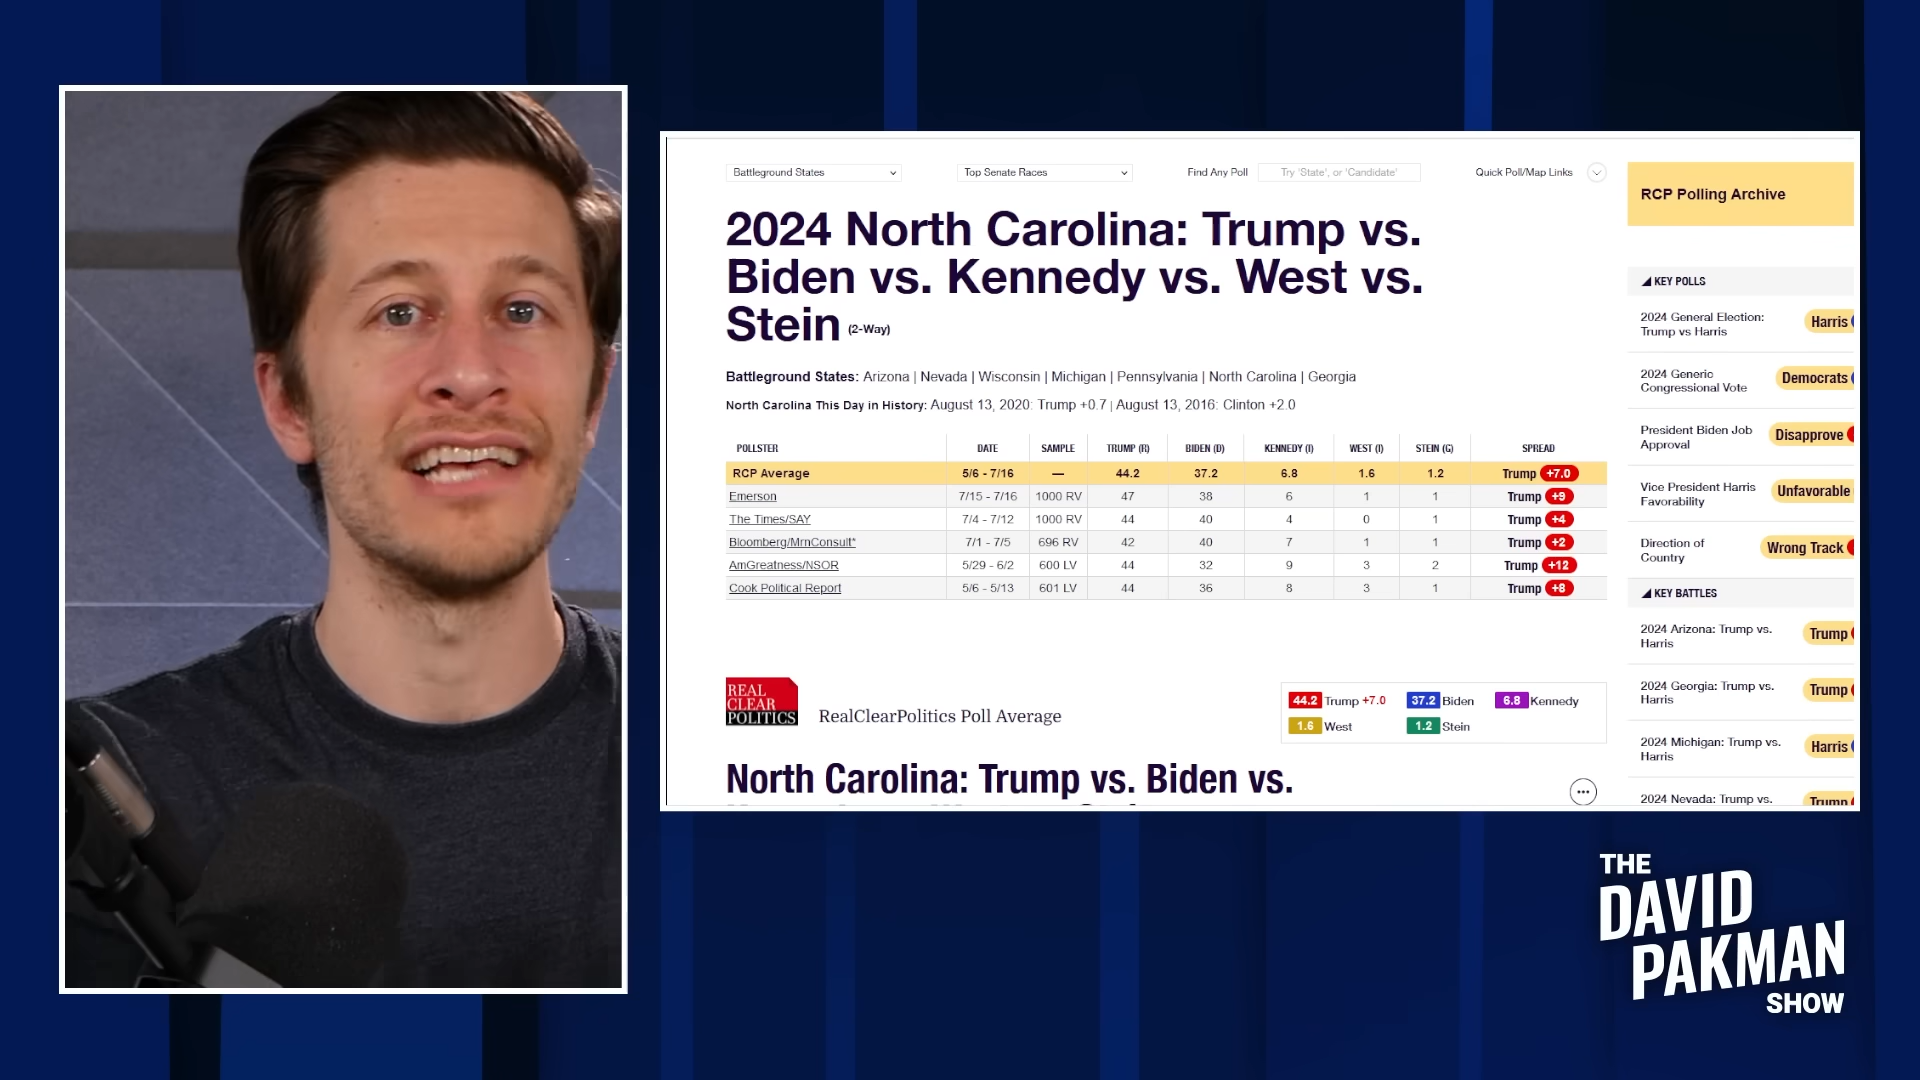 Battleground States
Top Senate Races
Find Any Poll
Try 'State', or 'Candidate'
Quick Poll/Map Links
2024 North Carolina: Trump vs.
Biden vs. Kennedy vs. West vs.
Stein (2-Way)
Battleground States: Arizona | Nevada | Wisconsin | Michigan | Pennsylvania | North Carolina | Georgia
North Carolina This Day in History: August 13, 2020: Trump +0.7 | August 13, 2016: Clinton +2.0
POLLSTER DATE SAMPLE TRUMP (R) BIDEN (D) KENNEDY (I) WEST (I) STEIN (G) SPREAD
RCP Average 5/6 - 7/16 — 44.2 37.2 6.8 1.6 1.2 Trump +7.0
Emerson 7/15 - 7/16 1000 RV 47 38 6 1 1 Trump +9
The Times/SAY 7/4 - 7/12 1000 RV 44 40 4 0 1 Trump +4
Bloomberg/MrnConsult* 7/1 - 7/5 696 RV 42 40 7 1 1 Trump +2
AmGreatness/NSOR 5/29 - 6/2 600 LV 44 32 9 3 2 Trump +12
Cook Political Report 5/6 - 5/13 601 LV 44 36 8 3 1 Trump +8
REAL
CLEAR
POLITICS
RealClearPolitics Poll Average
44.2 Trump +7.0 37.2 Biden 6.8 Kennedy
1.6 West 1.2 Stein
North Carolina: Trump vs. Biden vs.
RCP Polling Archive
KEY POLLS
2024 General Election:
Trump vs Harris
Harris
2024 Generic
Congressional Vote
Democrats
President Biden Job
Approval
Disapprove
Vice President Harris
Favorability
Unfavorable
Direction of
Country
Wrong Track
KEY BATTLES
2024 Arizona: Trump vs.
Harris
Trump
2024 Georgia: Trump vs.
Harris
Trump
2024 Michigan: Trump vs.
Harris
Harris
2024 Nevada: Trump vs.
Trump
THE
DAVID
PAKMAN
SHOW